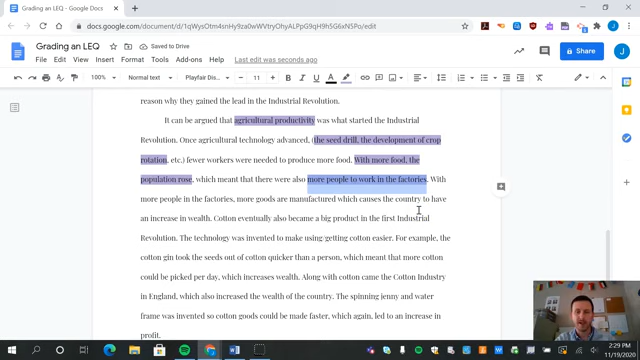 Grading an LEQ - Google Docs
docs.google.com/document/d/1qWysOtm4snHy9za0wWVtryOhyALPpG9qH9h5G6xN5Po/edit
Grading an LEQ
Saved to Drive
File Edit View Insert Format Tools Add-ons Help Last edit was seconds ago
Share
100% Normal text Playfair Disp... 11 B I U A
reason why they gained the lead in the Industrial Revolution.
It can be argued that agricultural productivity was what started the Industrial
Revolution. Once agricultural technology advanced, (the seed drill, the development of crop
rotation, etc.) fewer workers were needed to produce more food. With more food, the
population rose, which meant that there were also more people to work in the factories. With
more people in the factories, more goods are manufactured which causes the country to have
an increase in wealth. Cotton eventually also became a big product in the first Industrial
Revolution. The technology was invented to make using/getting cotton easier. For example, the
cotton gin took the seeds out of cotton quicker than a person, which meant that more cotton
could be picked per day, which increases wealth. Along with cotton came the Cotton Industry
in England, which also increased the wealth of the country. The spinning jenny and water
frame was invented so cotton goods could be made faster, which again, led to an increase in
profit.
2:29 PM
11/19/2020